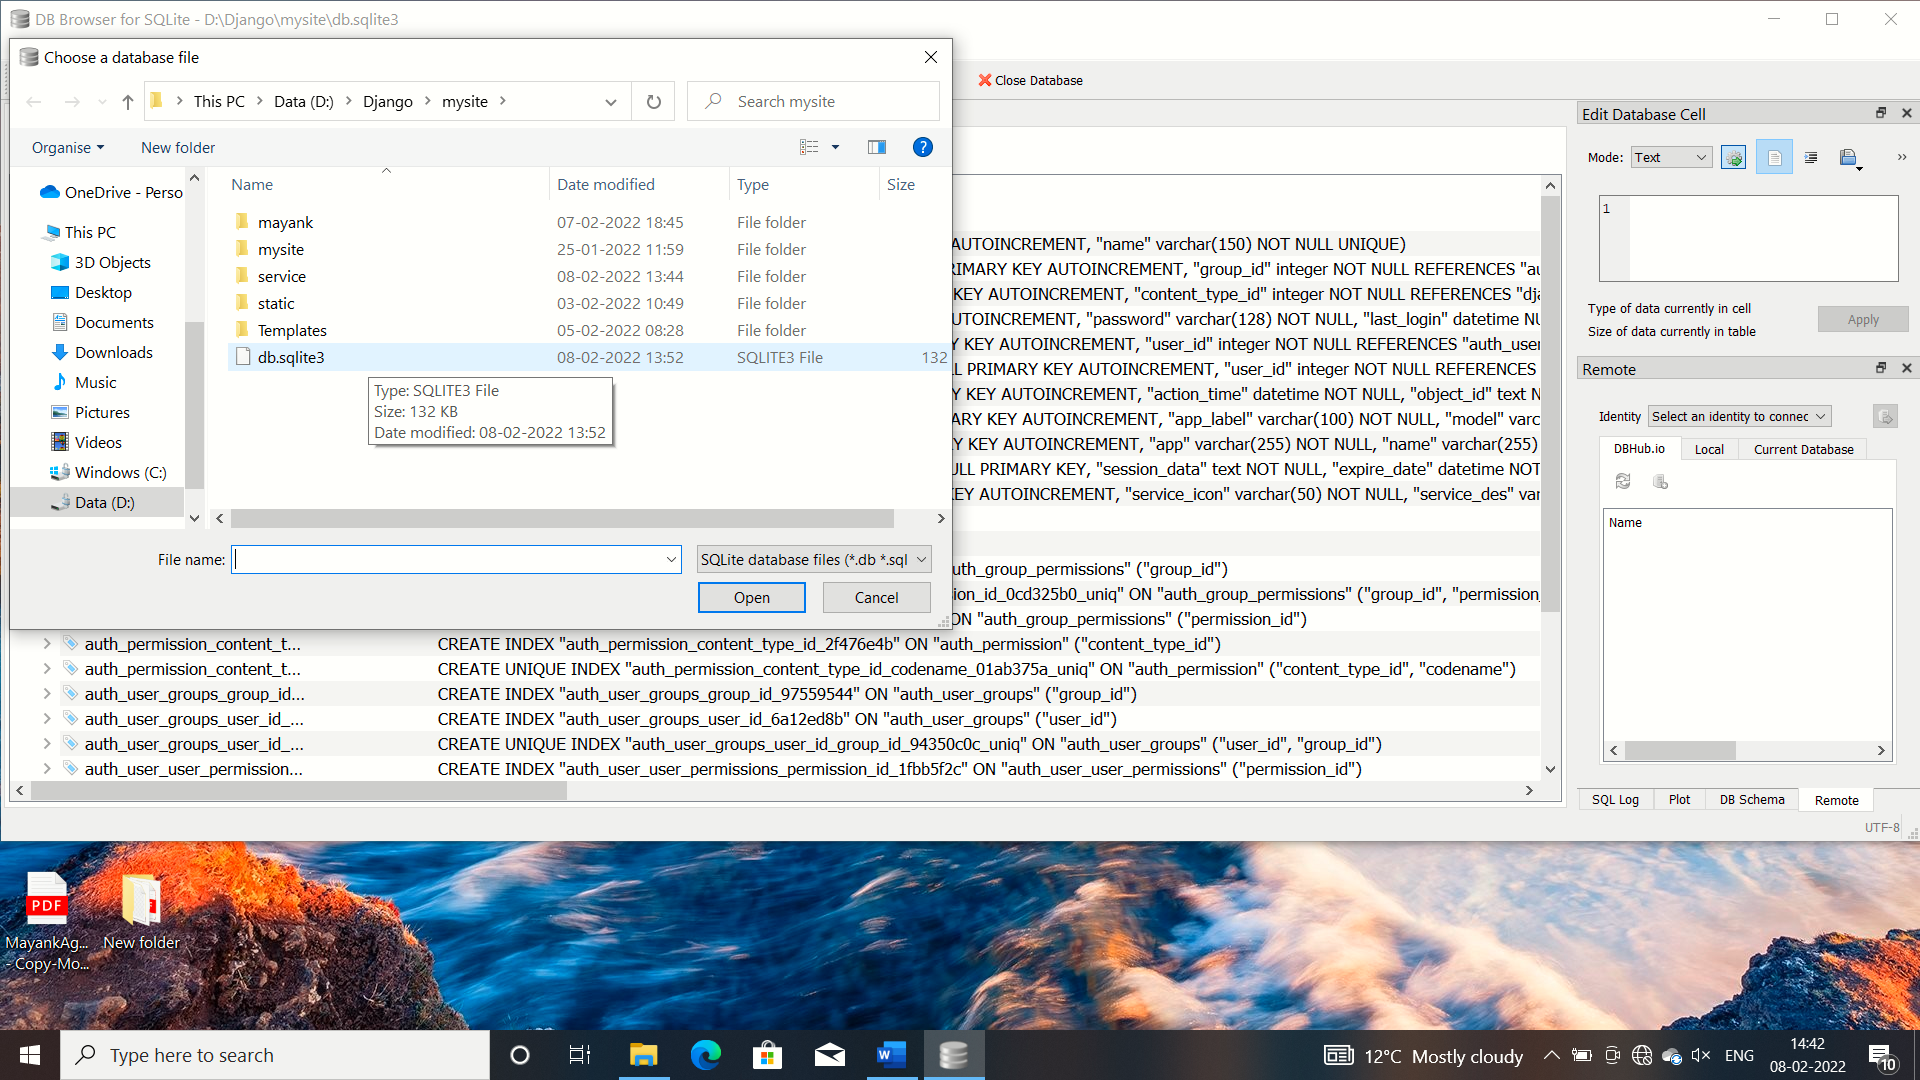 DB Browser for SQLite - D:\Django\mysite\db.sqlite3
Choose a database file
This PC
Data (D:)
Django
mysite
Search mysite
Organise
New folder
?
Name
Date modified
Type
Size
OneDrive - Perso
This PC
3D Objects
Desktop
Documents
Downloads
Music
Pictures
Videos
Windows (C:)
Data (D:)
mayank 07-02-2022 18:45 File folder
mysite 25-01-2022 11:59 File folder
service 08-02-2022 13:44 File folder
static 03-02-2022 10:49 File folder
Templates 05-02-2022 08:28 File folder
db.sqlite3 08-02-2022 13:52 SQLITE3 File 132
Type: SQLITE3 File
Size: 132 KB
Date modified: 08-02-2022 13:52
File name:
SQLite database files (*.db *.sql
Open
Cancel
Close Database
AUTOINCREMENT, "name" varchar(150) NOT NULL UNIQUE)
RIMARY KEY AUTOINCREMENT, "group_id" integer NOT NULL REFERENCES "au
KEY AUTOINCREMENT, "content_type_id" integer NOT NULL REFERENCES "dja
UTOINCREMENT, "password" varchar(128) NOT NULL, "last_login" datetime NU
Y KEY AUTOINCREMENT, "user_id" integer NOT NULL REFERENCES "auth_user
L PRIMARY KEY AUTOINCREMENT, "user_id" integer NOT NULL REFERENCES
Y KEY AUTOINCREMENT, "action_time" datetime NOT NULL, "object_id" text N
ARY KEY AUTOINCREMENT, "app_label" varchar(100) NOT NULL, "model" varc
Y KEY AUTOINCREMENT, "app" varchar(255) NOT NULL, "name" varchar(255)
ULL PRIMARY KEY, "session_data" text NOT NULL, "expire_date" datetime NOT
KEY AUTOINCREMENT, "service_icon" varchar(50) NOT NULL, "service_des" var
uth_group_permissions" ("group_id")
ion_id_0cd325b0_uniq" ON "auth_group_permissions" ("group_id", "permission_
ON "auth_group_permissions" ("permission_id")
auth_permission_content_t... CREATE INDEX "auth_permission_content_type_id_2f476e4b" ON "auth_permission" ("content_type_id")
auth_permission_content_t... CREATE UNIQUE INDEX "auth_permission_content_type_id_codename_01ab375a_uniq" ON "auth_permission" ("content_type_id", "codename")
auth_user_groups_group_id... CREATE INDEX "auth_user_groups_group_id_97559544" ON "auth_user_groups" ("group_id")
auth_user_groups_user_id_... CREATE INDEX "auth_user_groups_user_id_6a12ed8b" ON "auth_user_groups" ("user_id")
auth_user_groups_user_id_... CREATE UNIQUE INDEX "auth_user_groups_user_id_group_id_94350c0c_uniq" ON "auth_user_groups" ("user_id", "group_id")
auth_user_user_permission... CREATE INDEX "auth_user_user_permissions_permission_id_1fbb5f2c" ON "auth_user_user_permissions" ("permission_id")
Edit Database Cell
Mode: Text
1
Type of data currently in cell
Size of data currently in table
Apply
Remote
Identity Select an identity to connec
DBHub.io Local Current Database
Name
SQL Log Plot DB Schema Remote
UTF-8
PDF
MayankAg...
- Copy-Mo...
New folder
Type here to search
W
12°C Mostly cloudy
ENG
14:42
08-02-2022
10